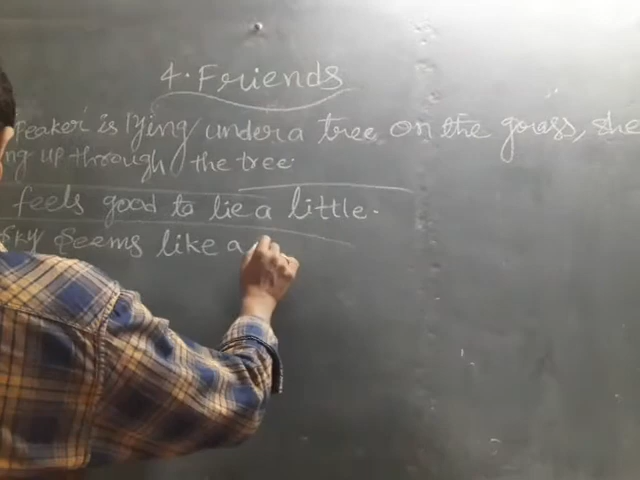 4. Friends
peaker is lying under a tree on the grass, she
ng up through the tree.
feels good to lie a little.
sky seems like a